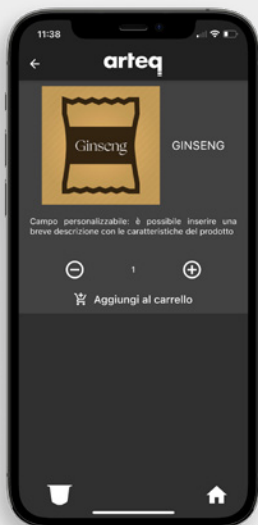 11:38
arteq
Ginseng
GINSENG
Campo personalizzabile: è possibile inserire una
breve descrizione con le caratteristiche del prodotto
1
Aggiungi al carrello